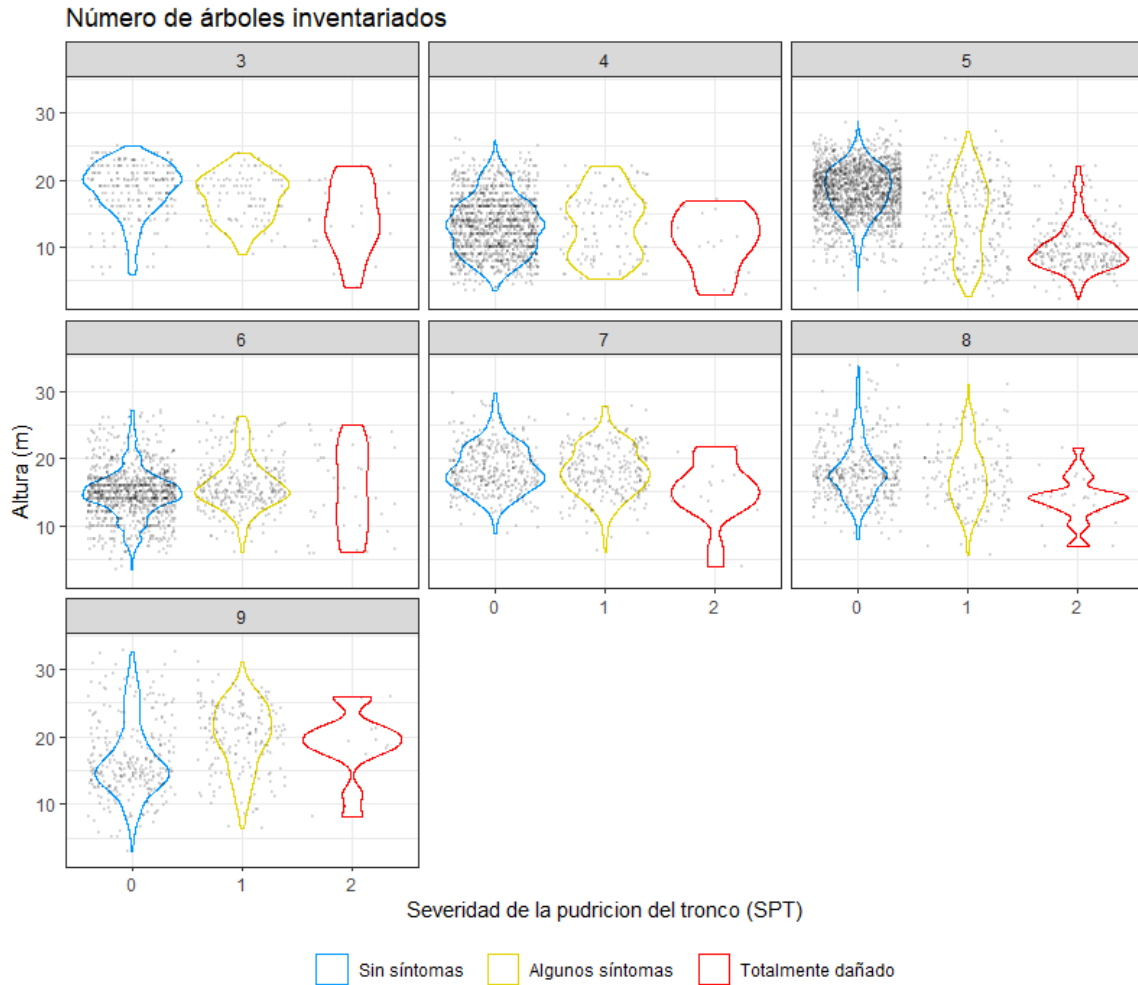 Número de árboles inventariados
3 4 5
30
20
10
6 7 8
30
20
10
Altura (m)
0 1 2 0 1 2
9
30
20
10
0 1 2
Severidad de la pudricion del tronco (SPT)
Sin síntomas Algunos síntomas Totalmente dañado